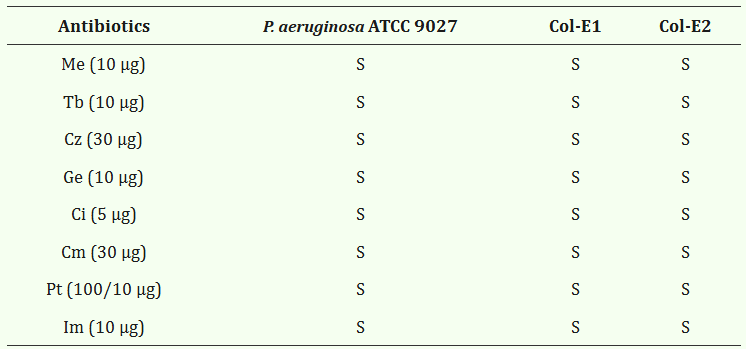 Antibiotics P. aeruginosa ATCC 9027 Col-E1 Col-E2
Me (10 μg) S S S
Tb (10 μg) S S S
Cz (30 μg) S S S
Ge (10 μg) S S S
Ci (5 μg) S S S
Cm (30 μg) S S S
Pt (100/10 μg) S S S
Im (10 μg) S S S